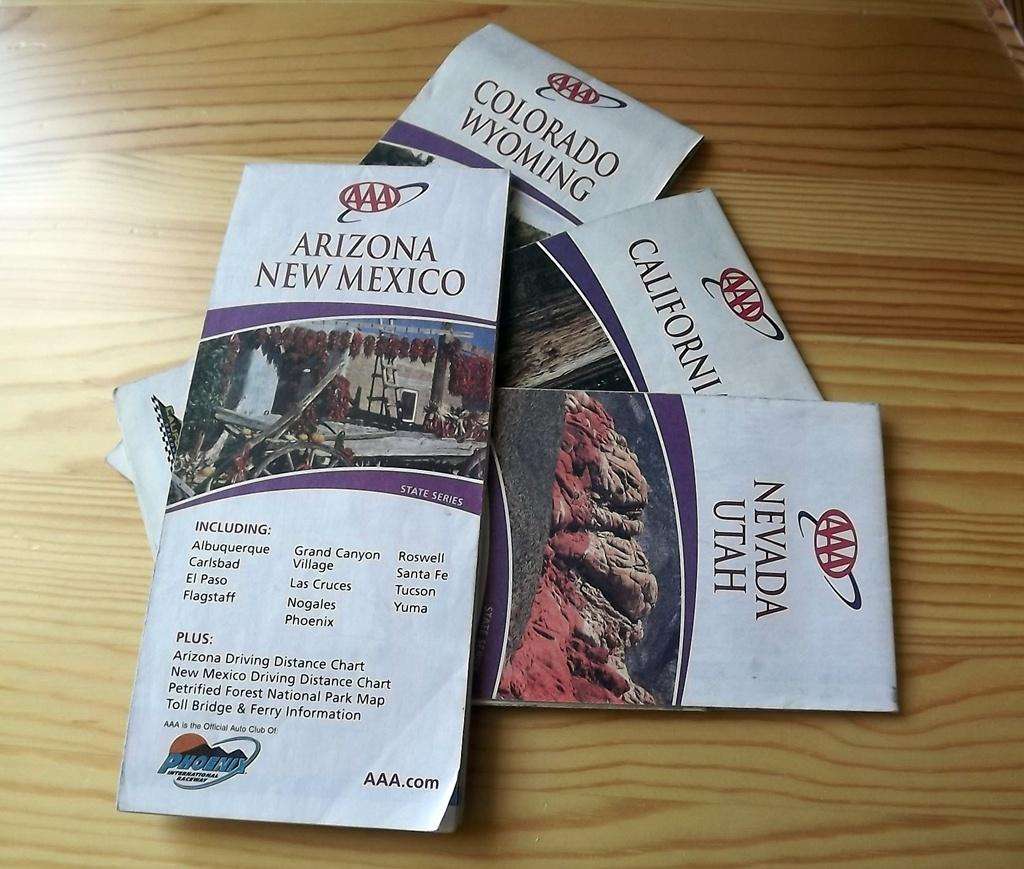 AAA
COLORADO
WYOMING
AAA
CALIFORNI
AAA
ARIZONA
NEW MEXICO
STATE SERIES
INCLUDING:
Albuquerque
Carlsbad
El Paso
Flagstaff
Grand Canyon
Village
Las Cruces
Nogales
Phoenix
Roswell
Santa Fe
Tucson
Yuma
PLUS:
Arizona Driving Distance Chart
New Mexico Driving Distance Chart
Petrified Forest National Park Map
Toll Bridge & Ferry Information
AAA is the Official Auto Club Of:
PHOENIX
INTERNATIONAL
RACEWAY
AAA.com
AAA
NEVADA
UTAH
STATE SE